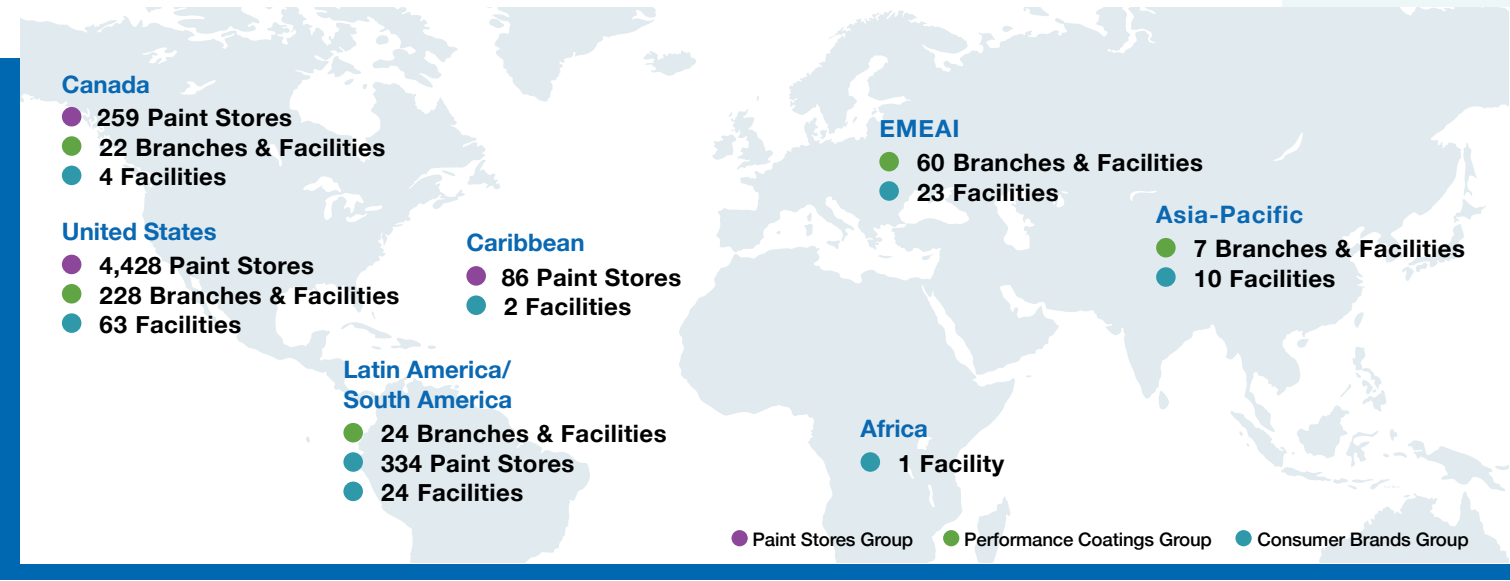 Canada
259 Paint Stores
22 Branches & Facilities
4 Facilities
United States
4,428 Paint Stores
228 Branches & Facilities
63 Facilities
Caribbean
86 Paint Stores
2 Facilities
Latin America/
South America
24 Branches & Facilities
334 Paint Stores
24 Facilities
EMEAI
60 Branches & Facilities
23 Facilities
Asia-Pacific
7 Branches & Facilities
10 Facilities
Africa
1 Facility
Paint Stores Group Performance Coatings Group Consumer Brands Group